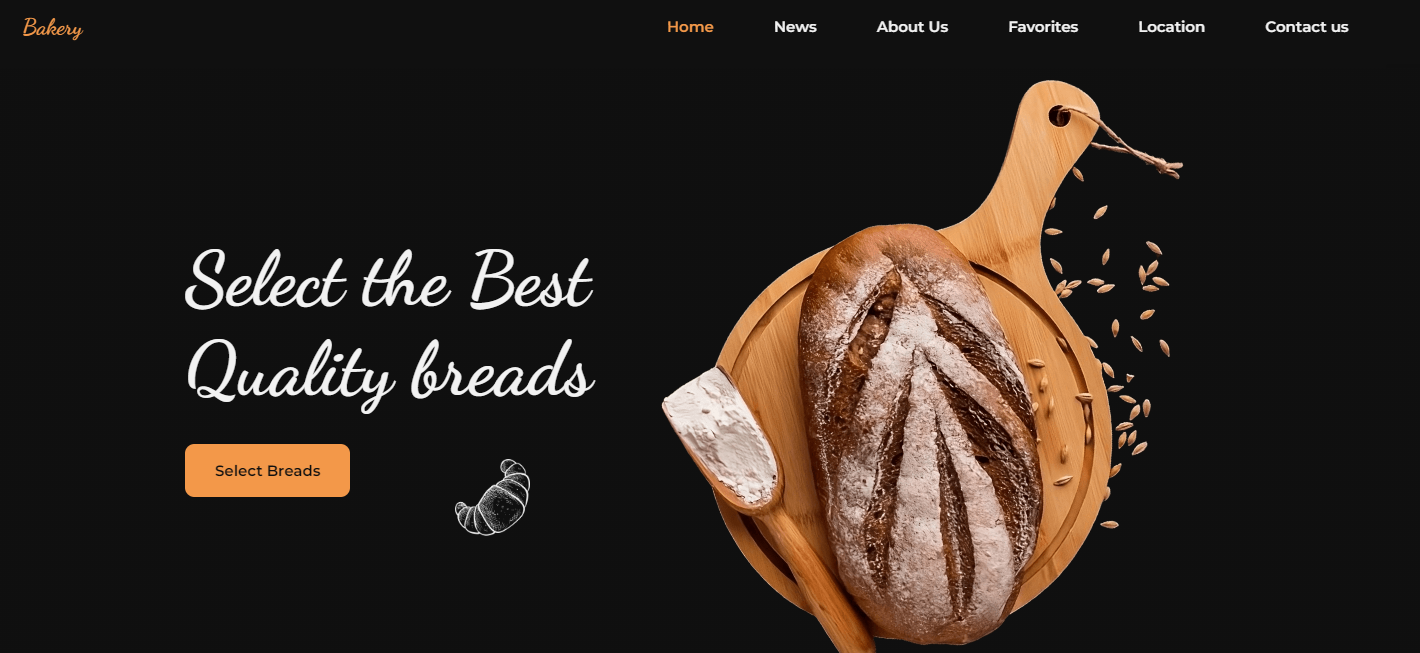 Bakery
Home News About Us Favorites Location Contact us
Select the Best
Quality breads
Select Breads